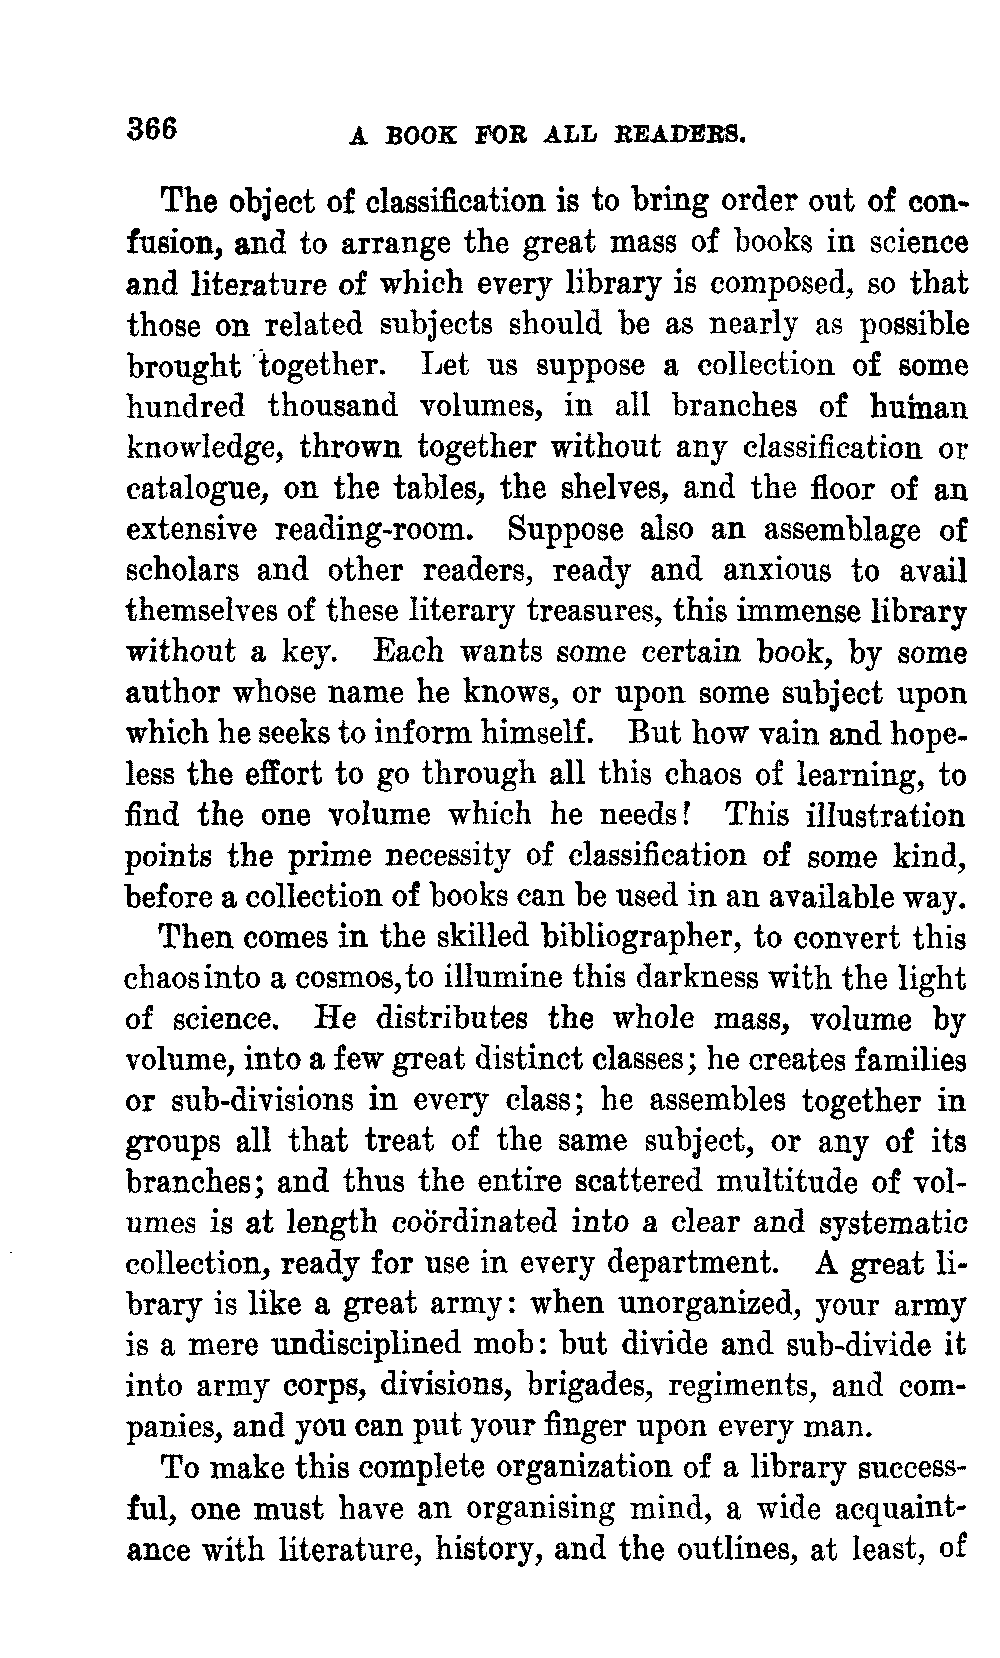 366 A BOOK FOR ALL READERS.
The object of classification is to bring order out of con-
fusion, and to arrange the great mass of books in science
and literature of which every library is composed, so that
those on related subjects should be as nearly as possible
brought together. Let us suppose a collection of some
hundred thousand volumes, in all branches of human
knowledge, thrown together without any classification or
catalogue, on the tables, the shelves, and the floor of an
extensive reading-room. Suppose also an assemblage of
scholars and other readers, ready and anxious to avail
themselves of these literary treasures, this immense library
without a key. Each wants some certain book, by some
author whose name he knows, or upon some subject upon
which he seeks to inform himself. But how vain and hope-
less the effort to go through all this chaos of learning, to
find the one volume which he needs! This illustration
points the prime necessity of classification of some kind,
before a collection of books can be used in an available way.
Then comes in the skilled bibliographer, to convert this
chaos into a cosmos, to illumine this darkness with the light
of science. He distributes the whole mass, volume by
volume, into a few great distinct classes; he creates families
or sub-divisions in every class; he assembles together in
groups all that treat of the same subject, or any of its
branches; and thus the entire scattered multitude of vol-
umes is at length coördinated into a clear and systematic
collection, ready for use in every department. A great li-
brary is like a great army: when unorganized, your army
is a mere undisciplined mob: but divide and sub-divide it
into army corps, divisions, brigades, regiments, and com-
panies, and you can put your finger upon every man.
To make this complete organization of a library success-
ful, one must have an organising mind, a wide acquaint-
ance with literature, history, and the outlines, at least, of